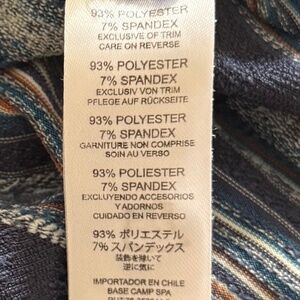 93% POLYESTER
7% SPANDEX
EXCLUSIVE OF TRIM
CARE ON REVERSE
93% POLYESTER
7% SPANDEX
EXCLUSIV VON TRIM
PFLEGE AUF RÜCKSEITE
93% POLYESTER
7% SPANDEX
GARNITURE NON COMPRISE
SOIN AU VERSO
93% POLIESTER
7% SPANDEX
EXCLUYENDO ACCESORIOS
Y ADORNOS
CUIDADO EN REVERSO
93% ポリエステル
7% スパンデックス
装飾を除いて
逆に気に
IMPORTADOR EN CHILE
BASE CAMP SPA